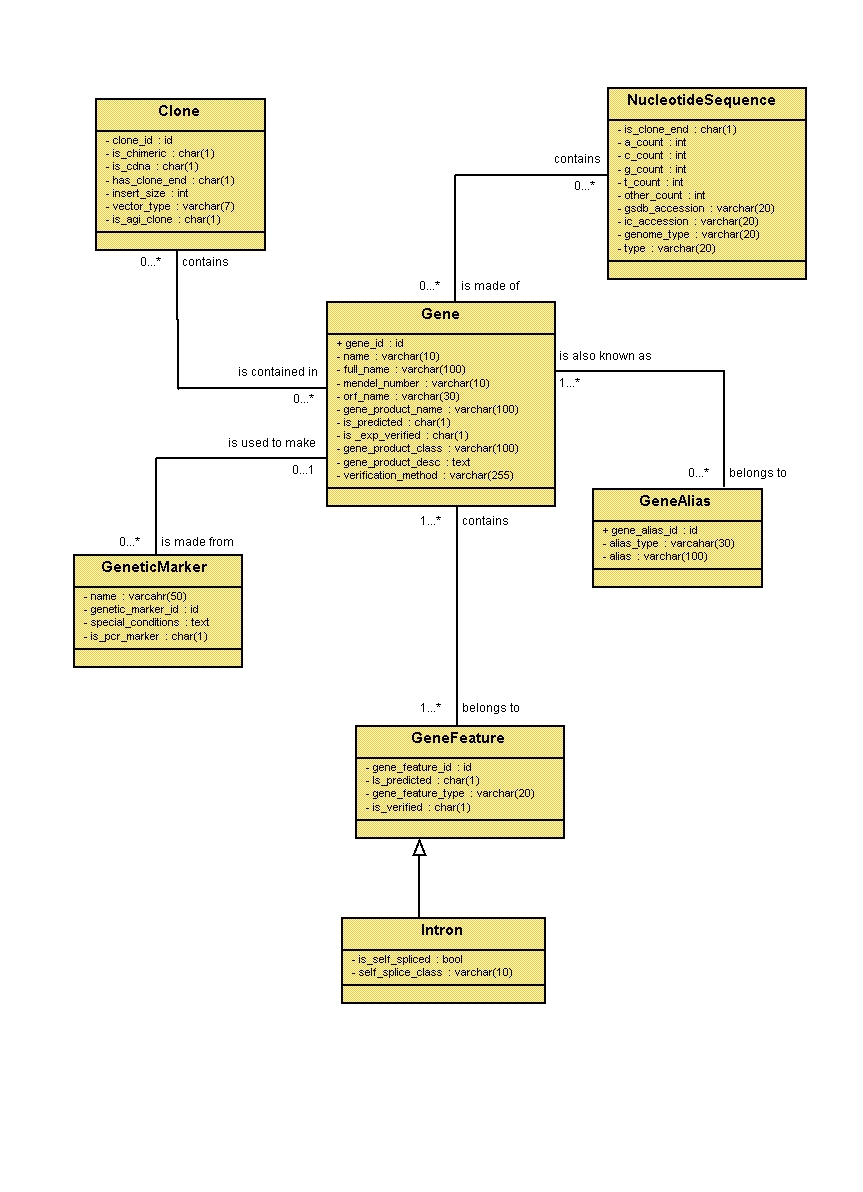 Clone
- clone_id : id
- is_chimeric : char(1)
- is_cdna : char(1)
- has_clone_end : char(1)
- insert_size : int
- vector_type : varchar(7)
- is_agi_clone : char(1)
NucleotideSequence
- is_clone_end : char(1)
- a_count : int
- c_count : int
- g_count : int
- t_count : int
- other_count : int
- gsdb_accession : varchar(20)
- ic_accession : varchar(20)
- genome_type : varchar(20)
- type : varchar(20)
contains
0...*
0...* contains
0...* is made of
Gene
+ gene_id : id
- name : varchar(10)
- full_name : varchar(100)
- mendel_number : varchar(10)
- orf_name : varchar(30)
- gene_product_name : varchar(100)
- is_predicted : char(1)
- is _exp_verified : char(1)
- gene_product_class : varchar(100)
- gene_product_desc : text
- verification_method : varchar(255)
is contained in
0...*
is also known as
1...*
is used to make
0...1
0...* belongs to
GeneAlias
+ gene_alias_id : id
- alias_type : varcahar(30)
- alias : varchar(100)
0...* is made from
GeneticMarker
- name : varcahr(50)
- genetic_marker_id : id
- special_conditions : text
- is_pcr_marker : char(1)
1...* contains
1...* belongs to
GeneFeature
- gene_feature_id : id
- Is_predicted : char(1)
- gene_feature_type : varchar(20)
- is_verified : char(1)
Intron
- is_self_spliced : bool
- self_splice_class : varchar(10)